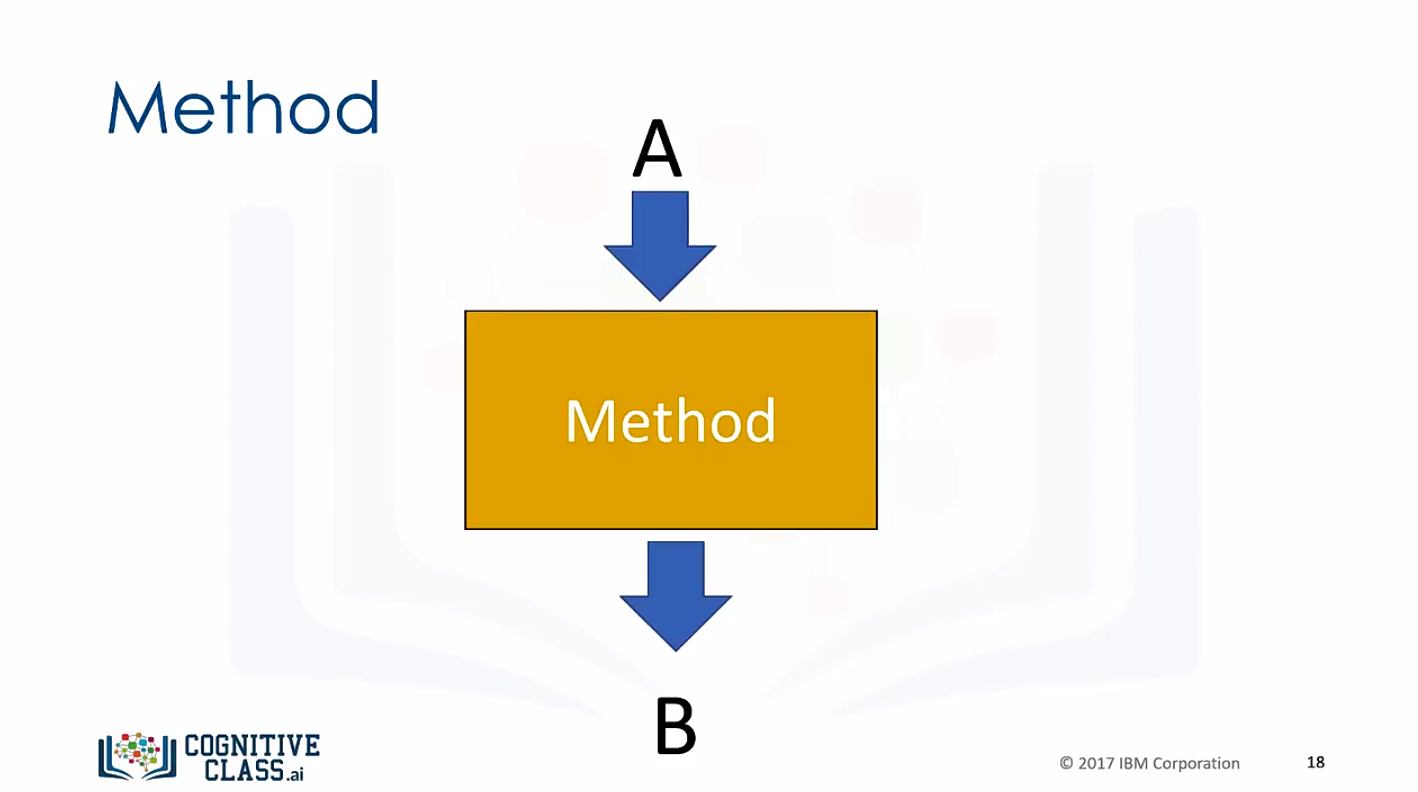 Method
A
Method
B
COGNITIVE
CLASS.ai
© 2017 IBM Corporation
18